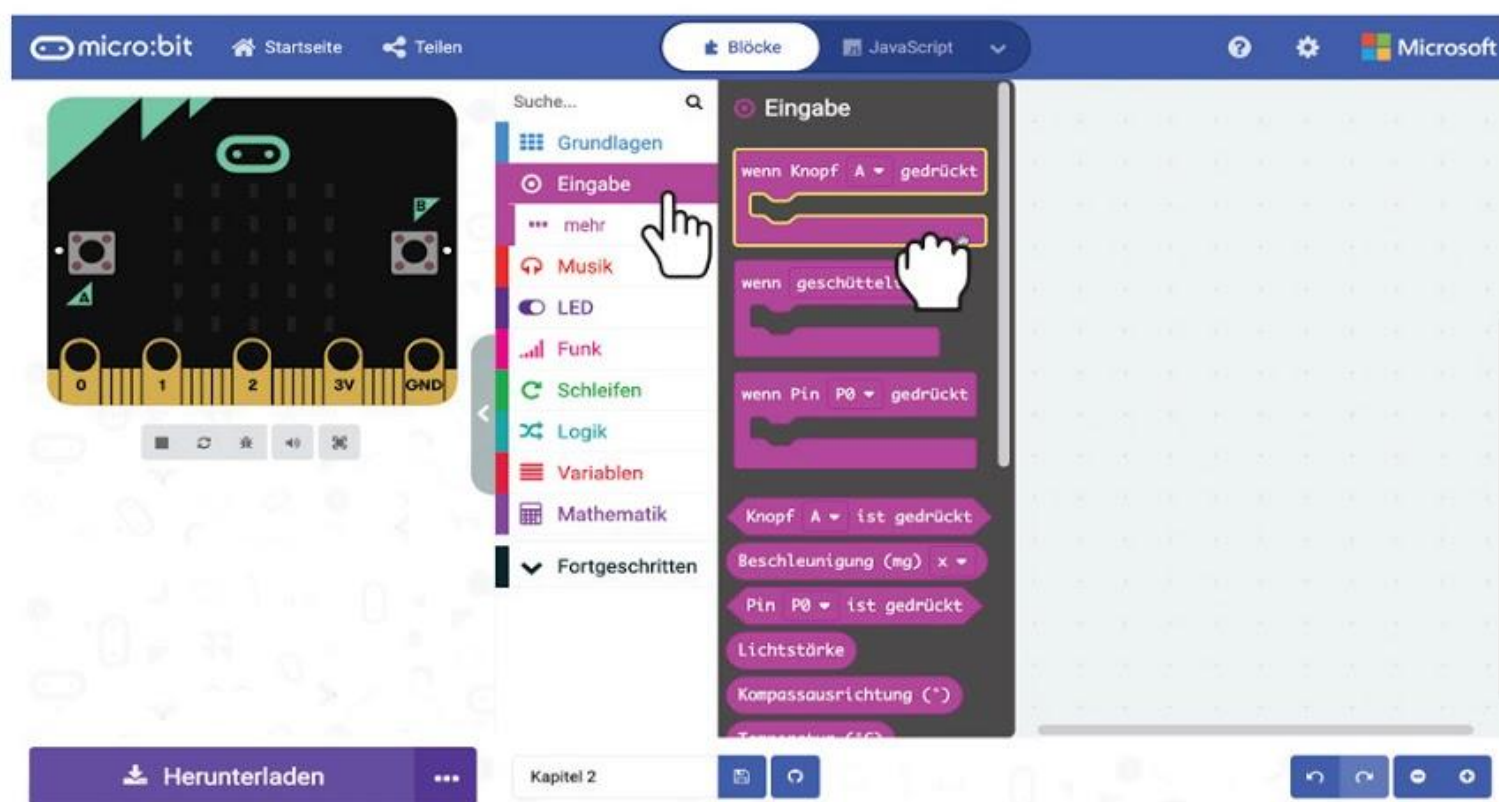 micro:bit Startseite Teilen Blöcke JavaScript Microsoft
Suche...
Grundlagen
Eingabe
mehr
Musik
LED
Funk
Schleifen
Logik
Variablen
Mathematik
Fortgeschritten
Eingabe
wenn Knopf A gedrückt
wenn
wenn Pin P0 gedrückt
Knopf A ist gedrückt
Beschleunigung (mg) x
Pin P0 ist gedrückt
Lichtstärke
Kompassausrichtung (°)
B
A
0 1 2 3V GND
Herunterladen
Kapitel 2